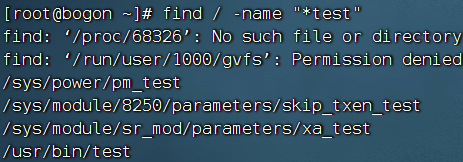 [root@bogon ~]# find / -name "*test"
find: ‘/proc/68326’: No such file or directory
find: ‘/run/user/1000/gvfs’: Permission denied
/sys/power/pm_test
/sys/module/8250/parameters/skip_txen_test
/sys/module/sr_mod/parameters/xa_test
/usr/bin/test